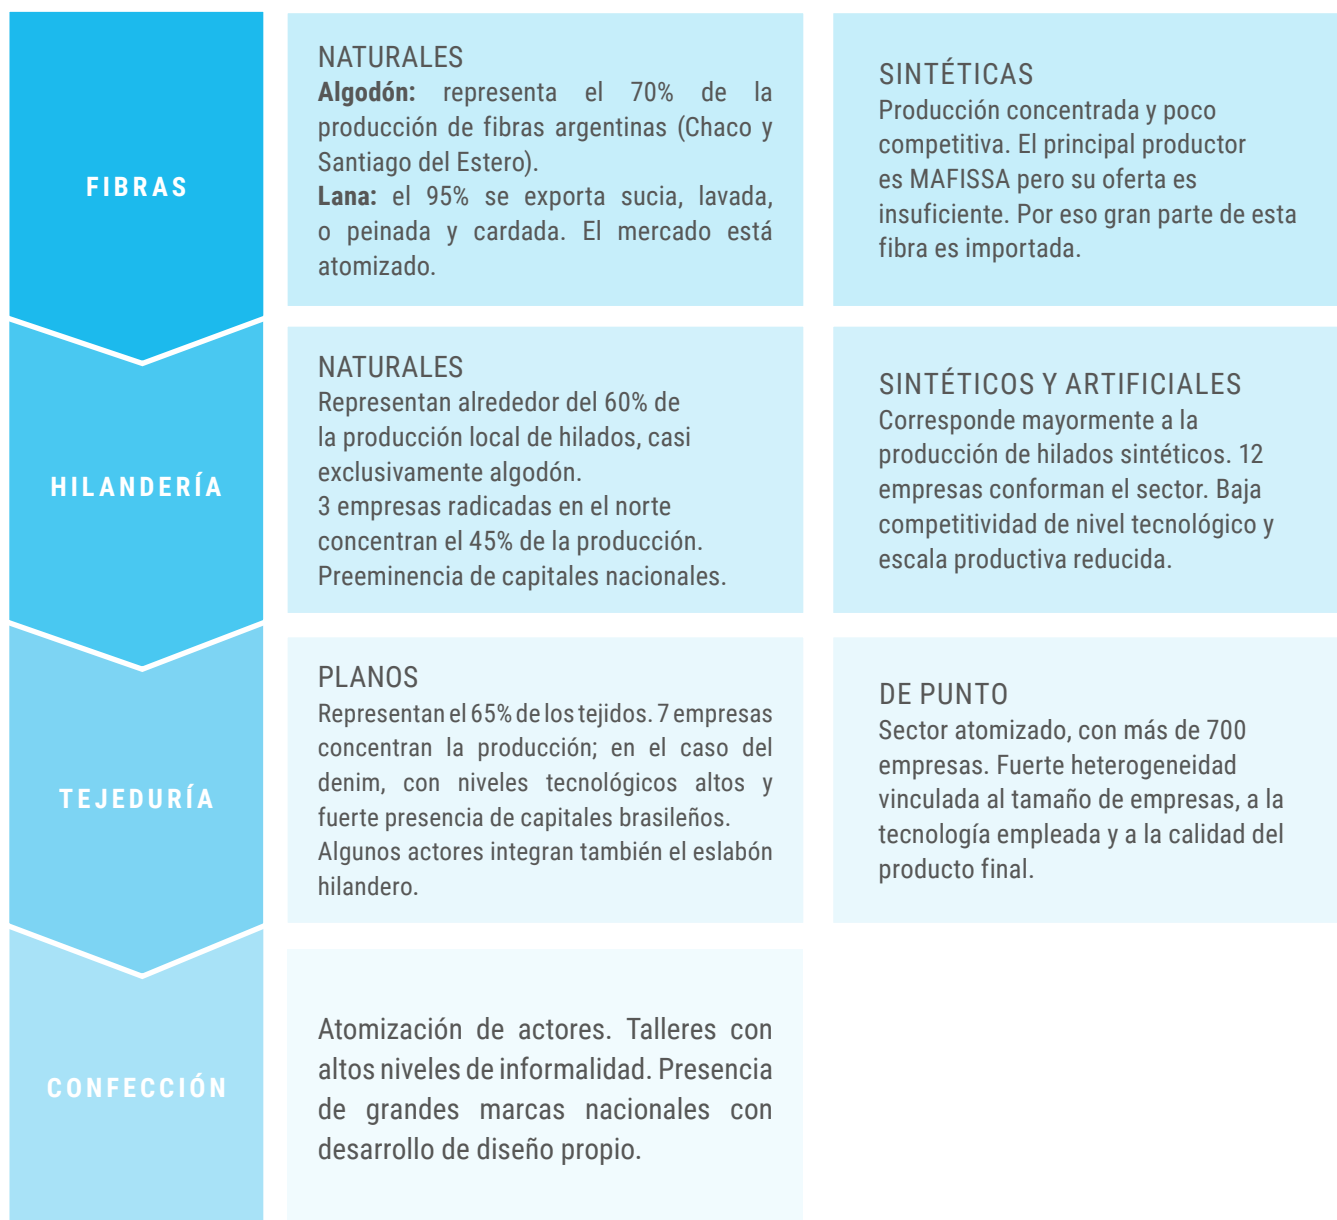 FIBRAS
NATURALES
Algodón: representa el 70% de la
producción de fibras argentinas (Chaco y
Santiago del Estero).
Lana: el 95% se exporta sucia, lavada,
o peinada y cardada. El mercado está
atomizado.
SINTÉTICAS
Producción concentrada y poco
competitiva. El principal productor
es MAFISSA pero su oferta es
insuficiente. Por eso gran parte de esta
fibra es importada.
HILANDERÍA
NATURALES
Representan alrededor del 60% de
la producción local de hilados, casi
exclusivamente algodón.
3 empresas radicadas en el norte
concentran el 45% de la producción.
Preeminencia de capitales nacionales.
SINTÉTICOS Y ARTIFICIALES
Corresponde mayormente a la
producción de hilados sintéticos. 12
empresas conforman el sector. Baja
competitividad de nivel tecnológico y
escala productiva reducida.
TEJEDURÍA
PLANOS
Representan el 65% de los tejidos. 7 empresas
concentran la producción; en el caso del
denim, con niveles tecnológicos altos y
fuerte presencia de capitales brasileños.
Algunos actores integran también el eslabón
hilandero.
DE PUNTO
Sector atomizado, con más de 700
empresas. Fuerte heterogeneidad
vinculada al tamaño de empresas, a la
tecnología empleada y a la calidad del
producto final.
CONFECCIÓN
Atomización de actores. Talleres con
altos niveles de informalidad. Presencia
de grandes marcas nacionales con
desarrollo de diseño propio.